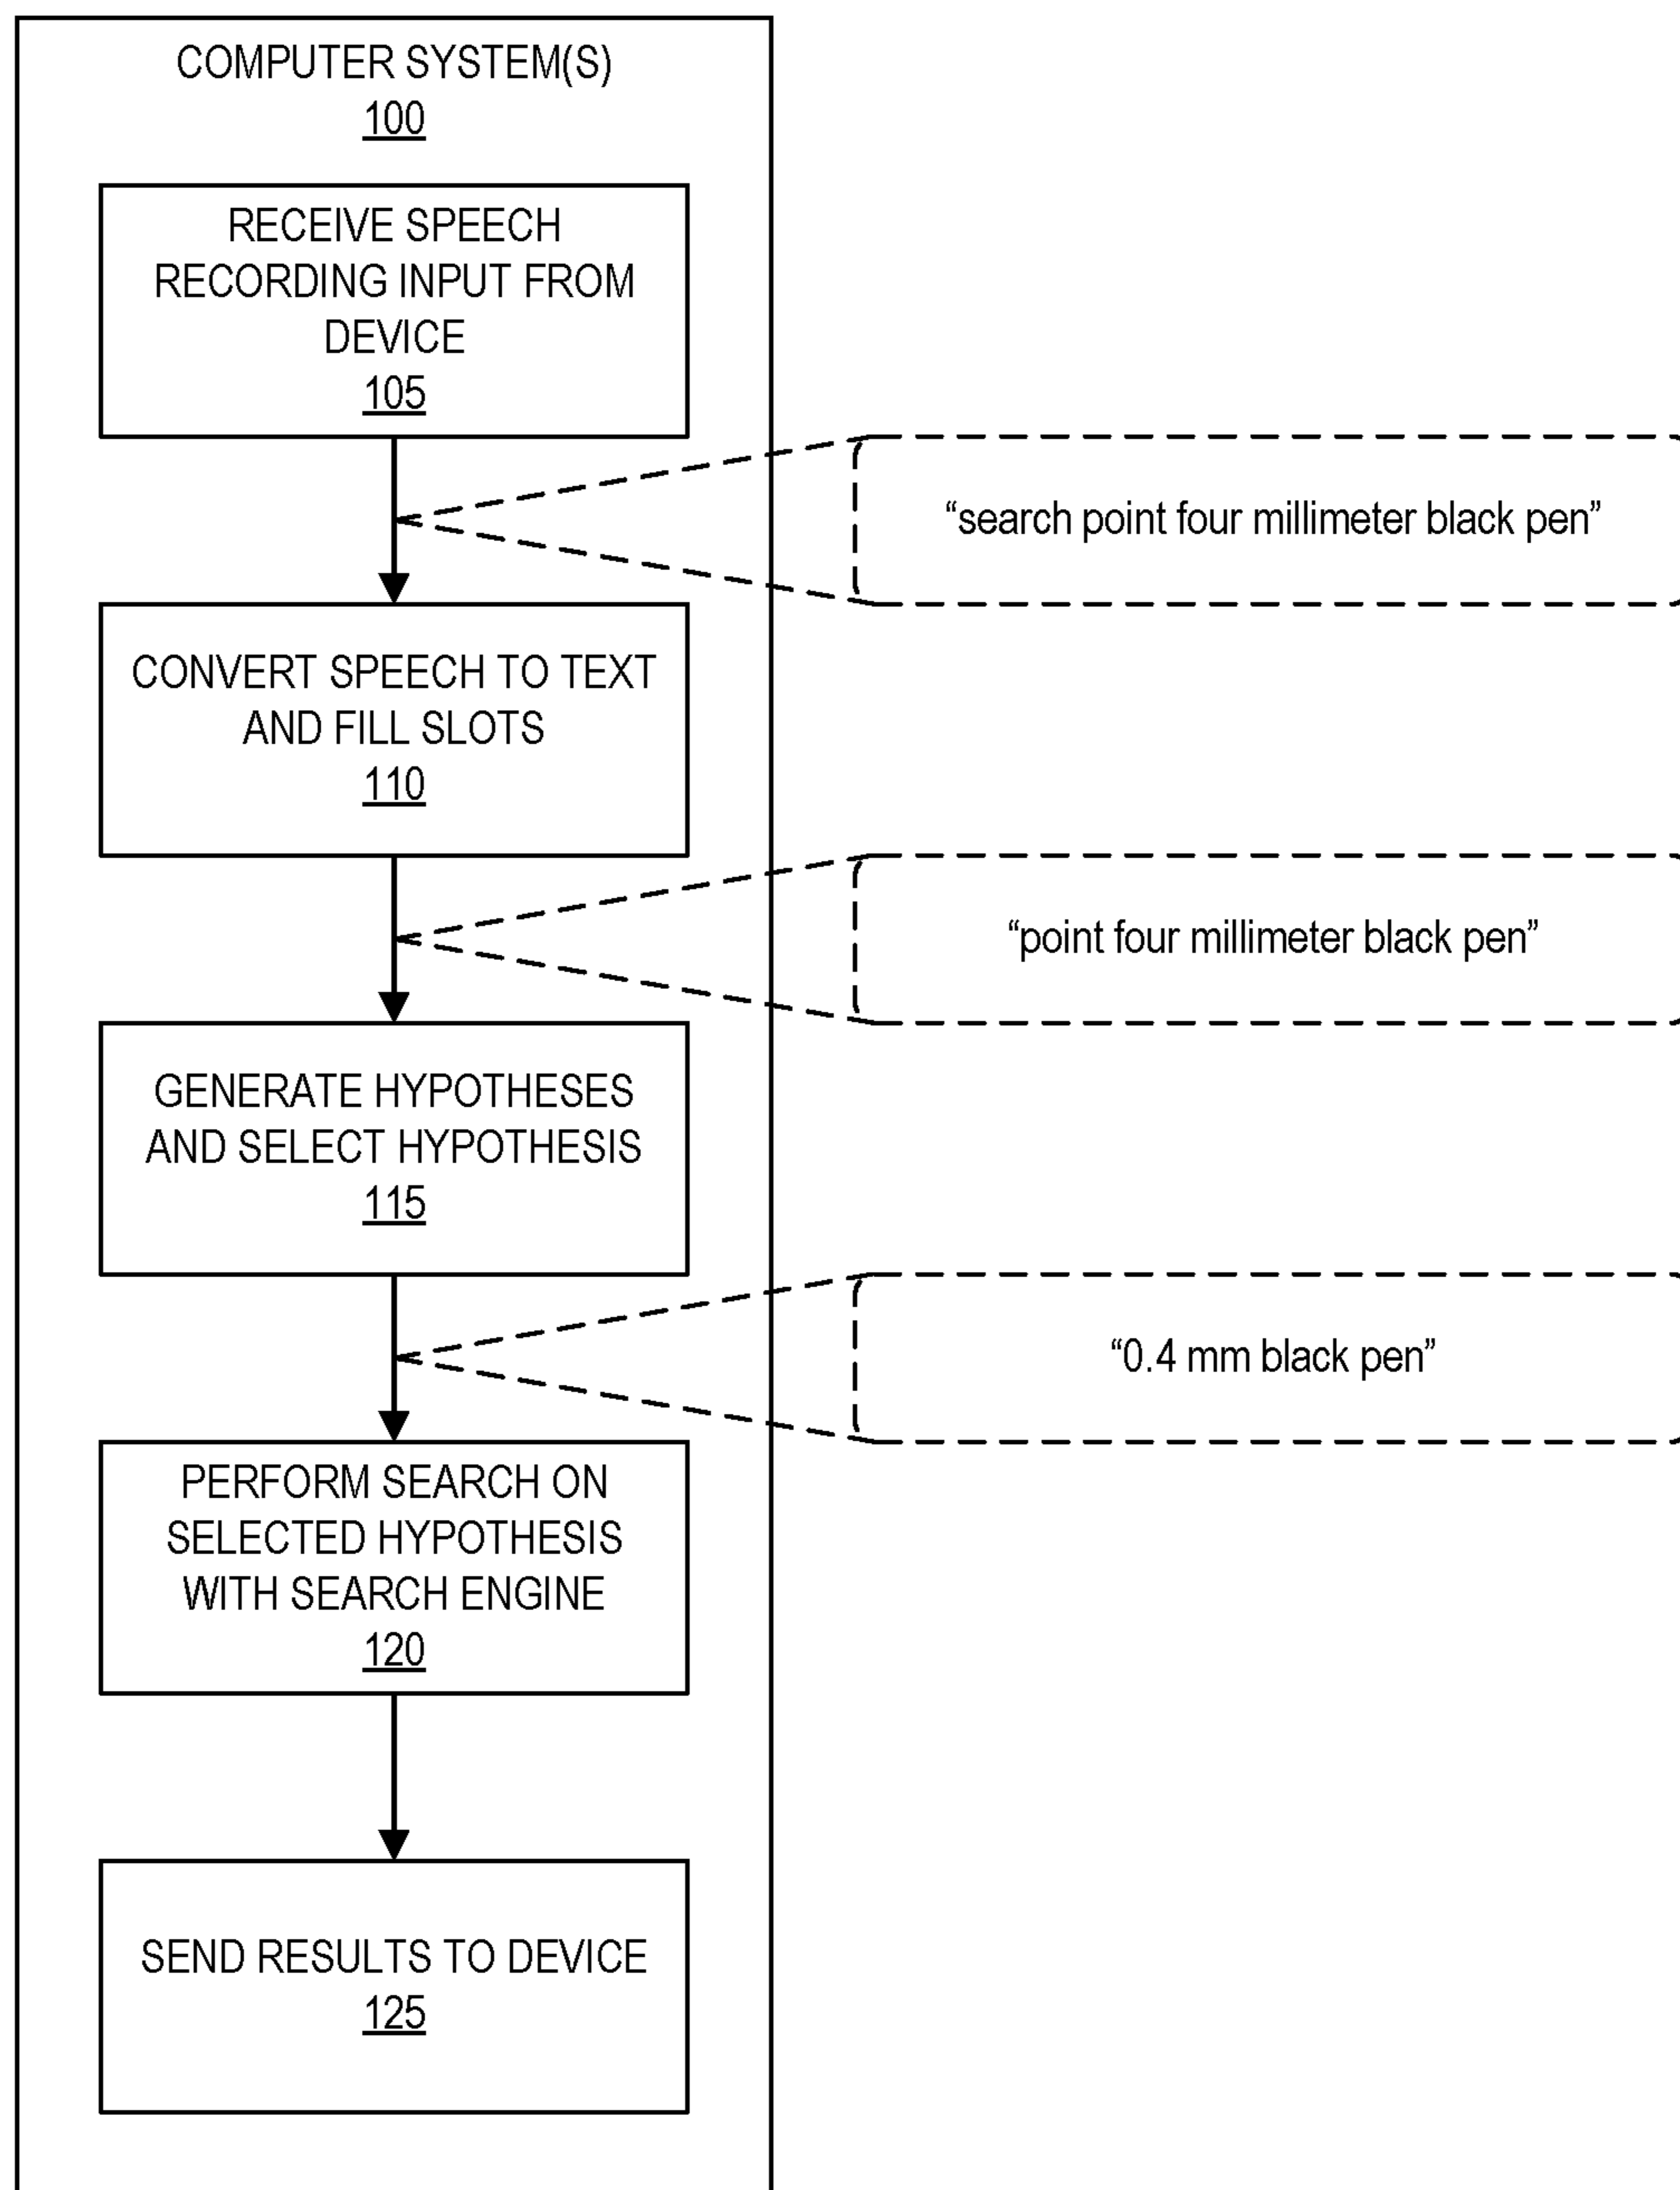 COMPUTER SYSTEM(S)
100
RECEIVE SPEECH
RECORDING INPUT FROM
DEVICE
105
“search point four millimeter black pen”
CONVERT SPEECH TO TEXT
AND FILL SLOTS
110
“point four millimeter black pen”
GENERATE HYPOTHESES
AND SELECT HYPOTHESIS
115
“0.4 mm black pen”
PERFORM SEARCH ON
SELECTED HYPOTHESIS
WITH SEARCH ENGINE
120
SEND RESULTS TO DEVICE
125